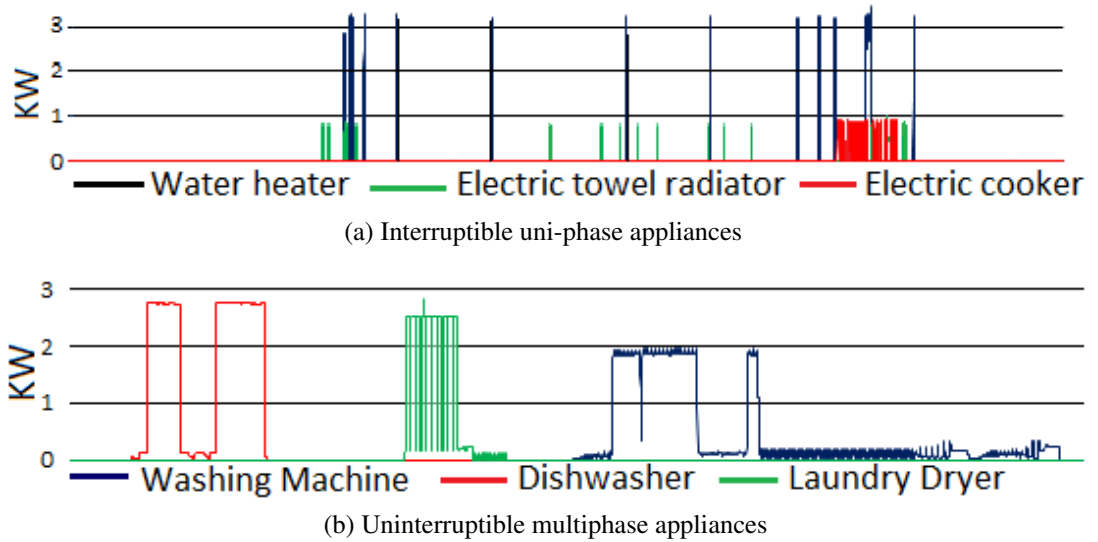 3
2
1
0
KW
Water heater Electric towel radiator Electric cooker
(a) Interruptible uni-phase appliances
3
2
1
0
KW
Washing Machine Dishwasher Laundry Dryer
(b) Uninterruptible multiphase appliances